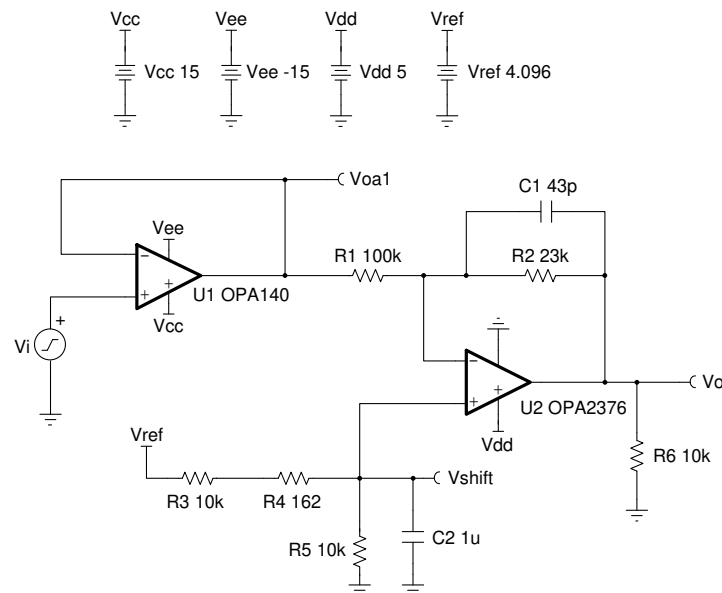 Vcc Vee Vdd Vref
Vcc 15 Vee -15 Vdd 5 Vref 4.096
Voa1
C1 43p
Vee
R1 100k
R2 23k
U1 OPA140
Vcc
Vi
+
−
+
+
−
+
+
Vo
U2 OPA2376
Vdd
Vref
R6 10k
Vshift
R3 10k
R4 162
R5 10k
C2 1u